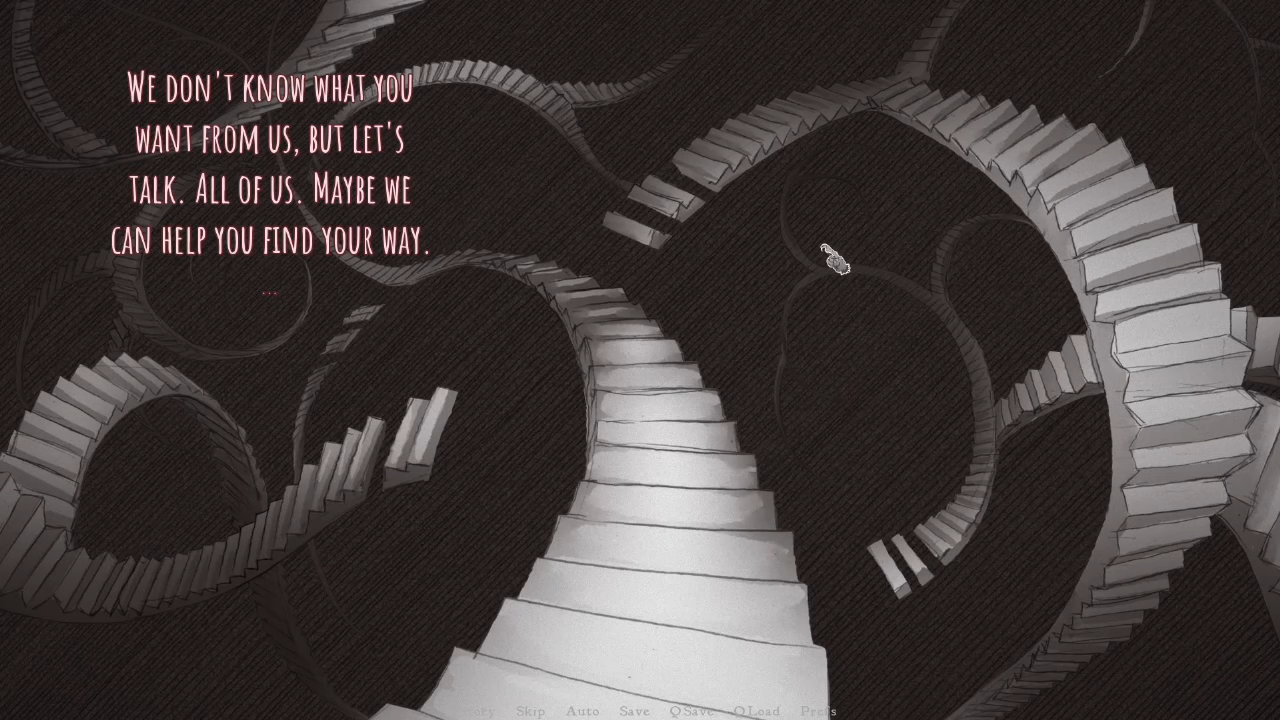 We don't know what you
want from us, but let's
talk. All of us. Maybe we
can help you find your way.
...
Skip Auto Save Q.Save Q.Load Prefs